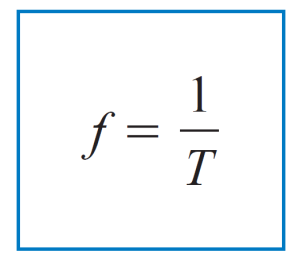 f = 1/T